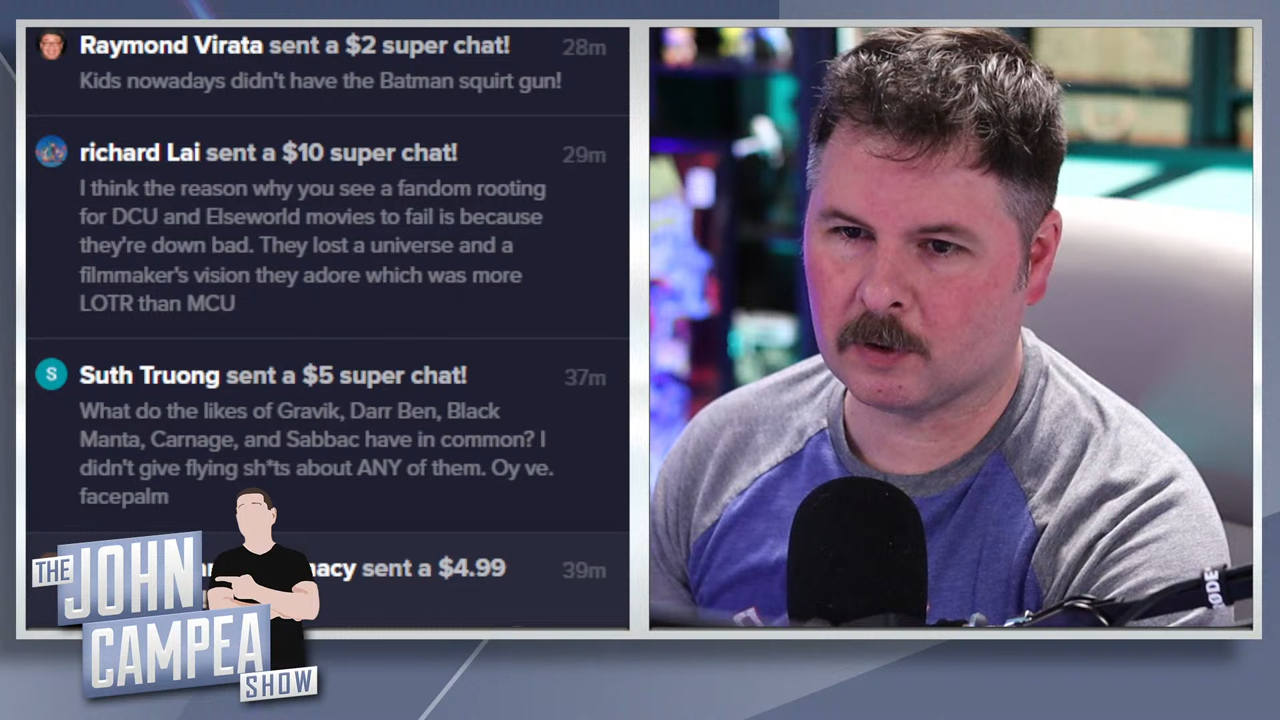 Raymond Virata sent a $2 super chat!
28m
Kids nowadays didn't have the Batman squirt gun!
richard Lai sent a $10 super chat!
29m
I think the reason why you see a fandom rooting
for DCU and Elseworld movies to fail is because
they're down bad. They lost a universe and a
filmmaker's vision they adore which was more
LOTR than MCU
S
Suth Truong sent a $5 super chat!
37m
What do the likes of Gravik, Darr Ben, Black
Manta, Carnage, and Sabbac have in common? I
didn't give flying sh*ts about ANY of them. Oy ve.
facepalm
sent a $4.99
39m
THE
JOHN
CAMPEA
SHOW
RØDE